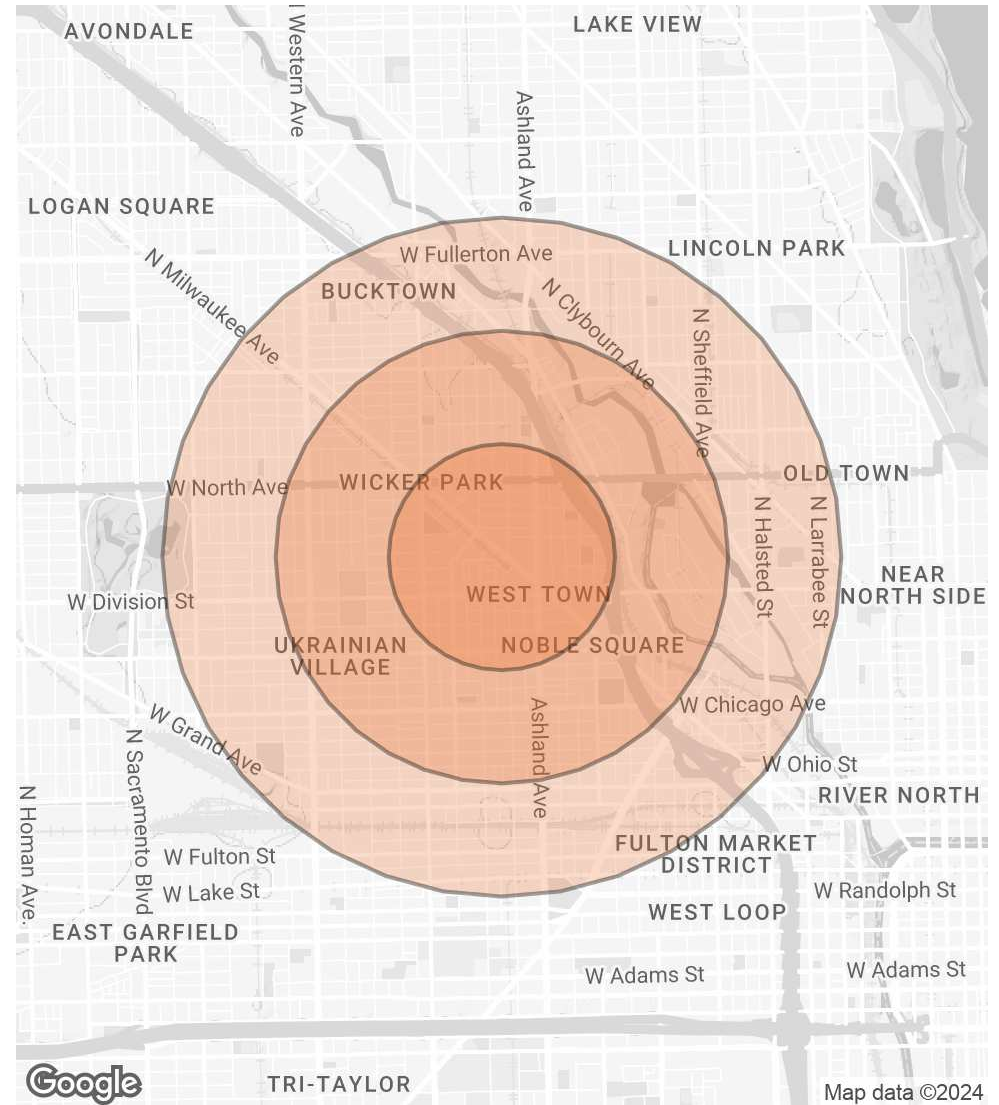 AVONDALE
LAKE VIEW
N Western Ave
Ashland Ave
LOGAN SQUARE
W Fullerton Ave
LINCOLN PARK
BUCKTOWN
N Milwaukee Ave
N Clybourn Ave
N Sheffield Ave
OLD TOWN
WICKER PARK
W North Ave
N Halsted St
N Larrabee St
NEAR
NORTH SIDE
WEST TOWN
W Division St
UKRAINIAN
VILLAGE
NOBLE SQUARE
W Chicago Ave
W Grand Ave
Ashland Ave
N Sacramento Blvd
W Ohio St
RIVER NORTH
N Homan Ave.
FULTON MARKET
DISTRICT
W Fulton St
W Lake St
W Randolph St
WEST LOOP
EAST GARFIELD
PARK
W Adams St
W Adams St
Google
TRI-TAYLOR
Map data ©2024